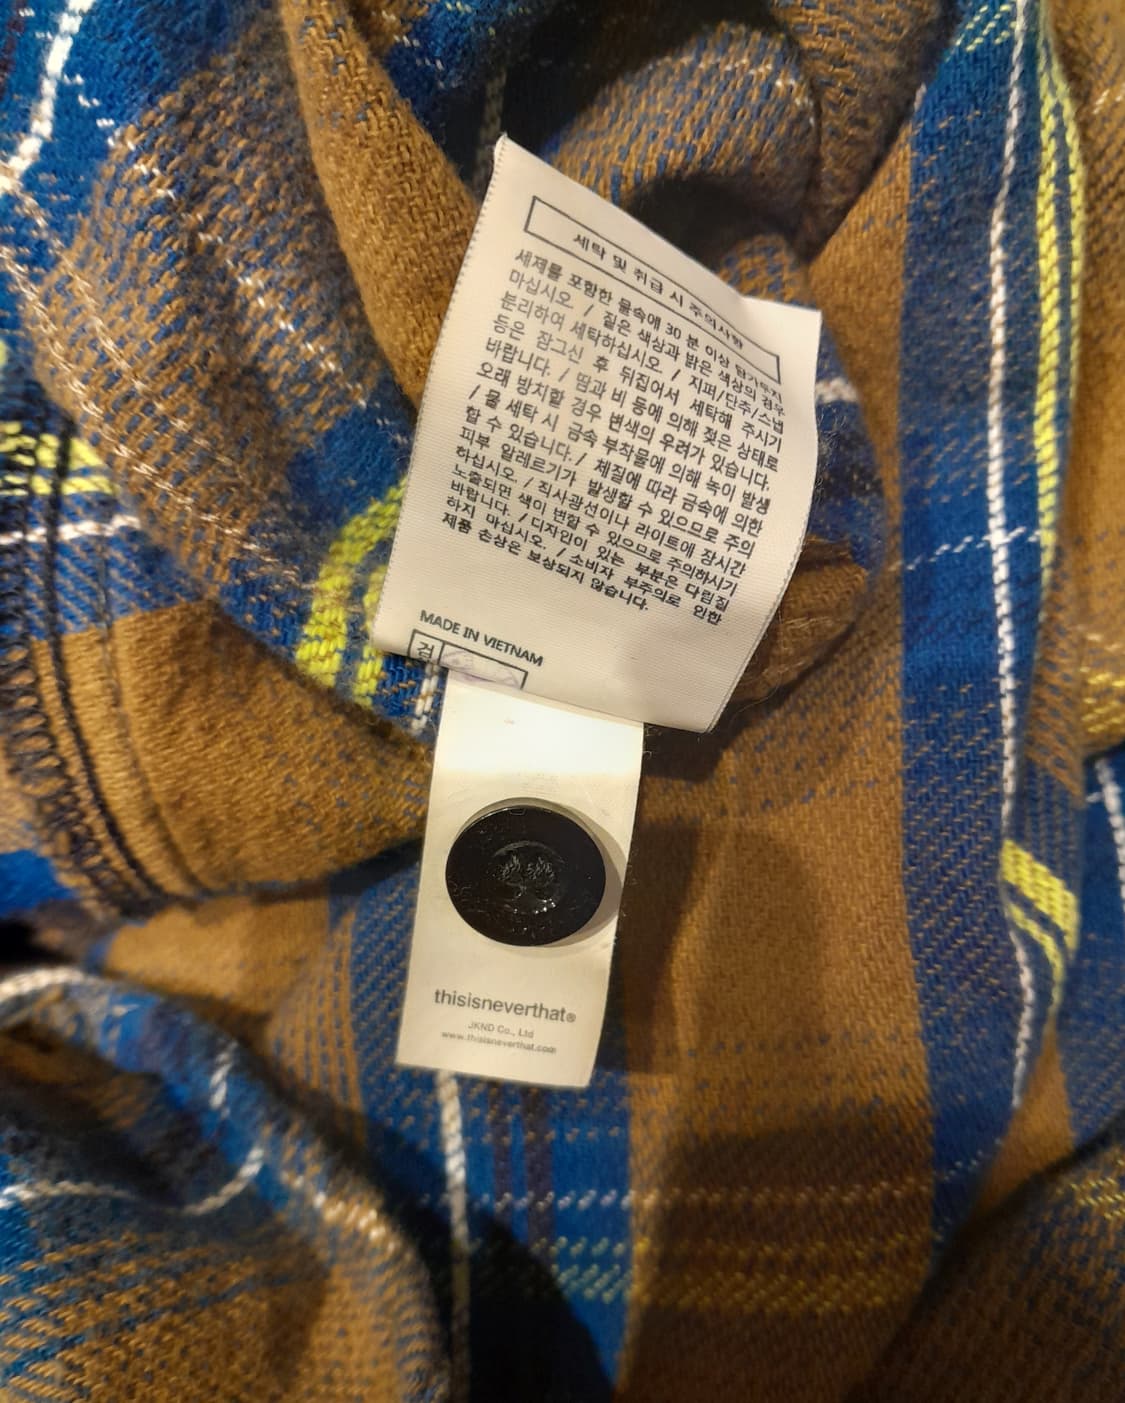 세탁 및 취급 시 주의사항
세제를 포함한 물속에 30 분 이상 담가두지
마십시오 / 짙은 색상과 밝은 색상의 경우
분리하여 세탁하십시오 / 지퍼/단추/스냅
등은 잠그신 후 뒤집어서 세탁해 주시기
바랍니다. / 땀과 비 등에 의해 젖은 상태로
오래 방치할 경우 변색의 우려가 있습니다.
/ 물 세탁 시 금속 부착물에 의해 녹이 발생
할 수 있습니다./ 재질에 따라 금속에 의한
피부 알레르기가 발생할 수 있으므로 주의
하십시오. /직사광선이나 라이트에 장시간
노출되면 색이 변할 수 있으므로 주의하시기
바랍니다. /디자인이 있는 부분은 다림질
하지 마십시오. /소비자 부주의로 인한
제품 손상은 보상되지 않습니다.
MADE IN VIETNAM
검
thisisneverthat®
JKND Co., Ltd
www.thisisneverthat.com